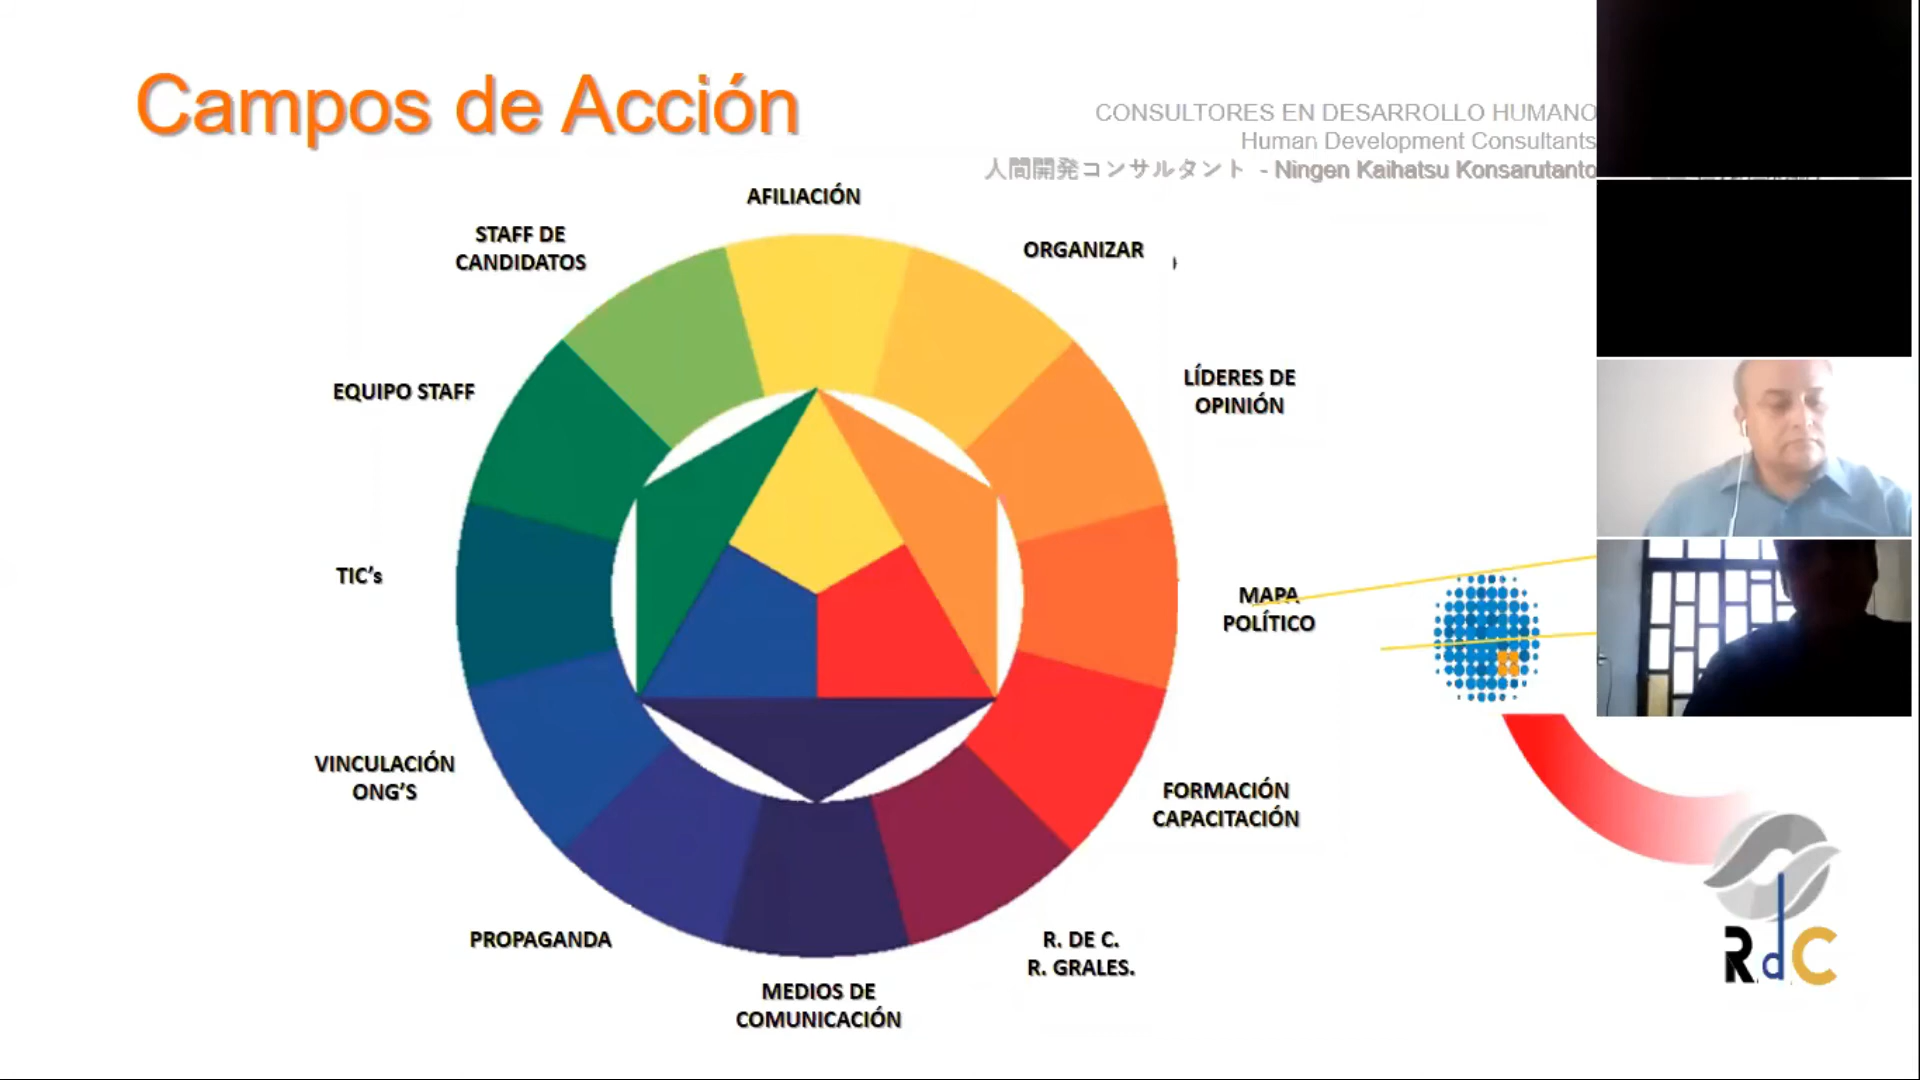 Campos de Acción
CONSULTORES EN DESARROLLO HUMANO
Human Development Consultants
人間開発コンサルタント - Ningen Kaihatsu Konsarutanto
AFILIACIÓN
STAFF DE
CANDIDATOS
ORGANIZAR
EQUIPO STAFF
LÍDERES DE
OPINIÓN
TIC's
MAPA
POLÍTICO
VINCULACIÓN
ONG'S
FORMACIÓN
CAPACITACIÓN
PROPAGANDA
R. DE C.
R. GRALES.
MEDIOS DE
COMUNICACIÓN
R.d.C